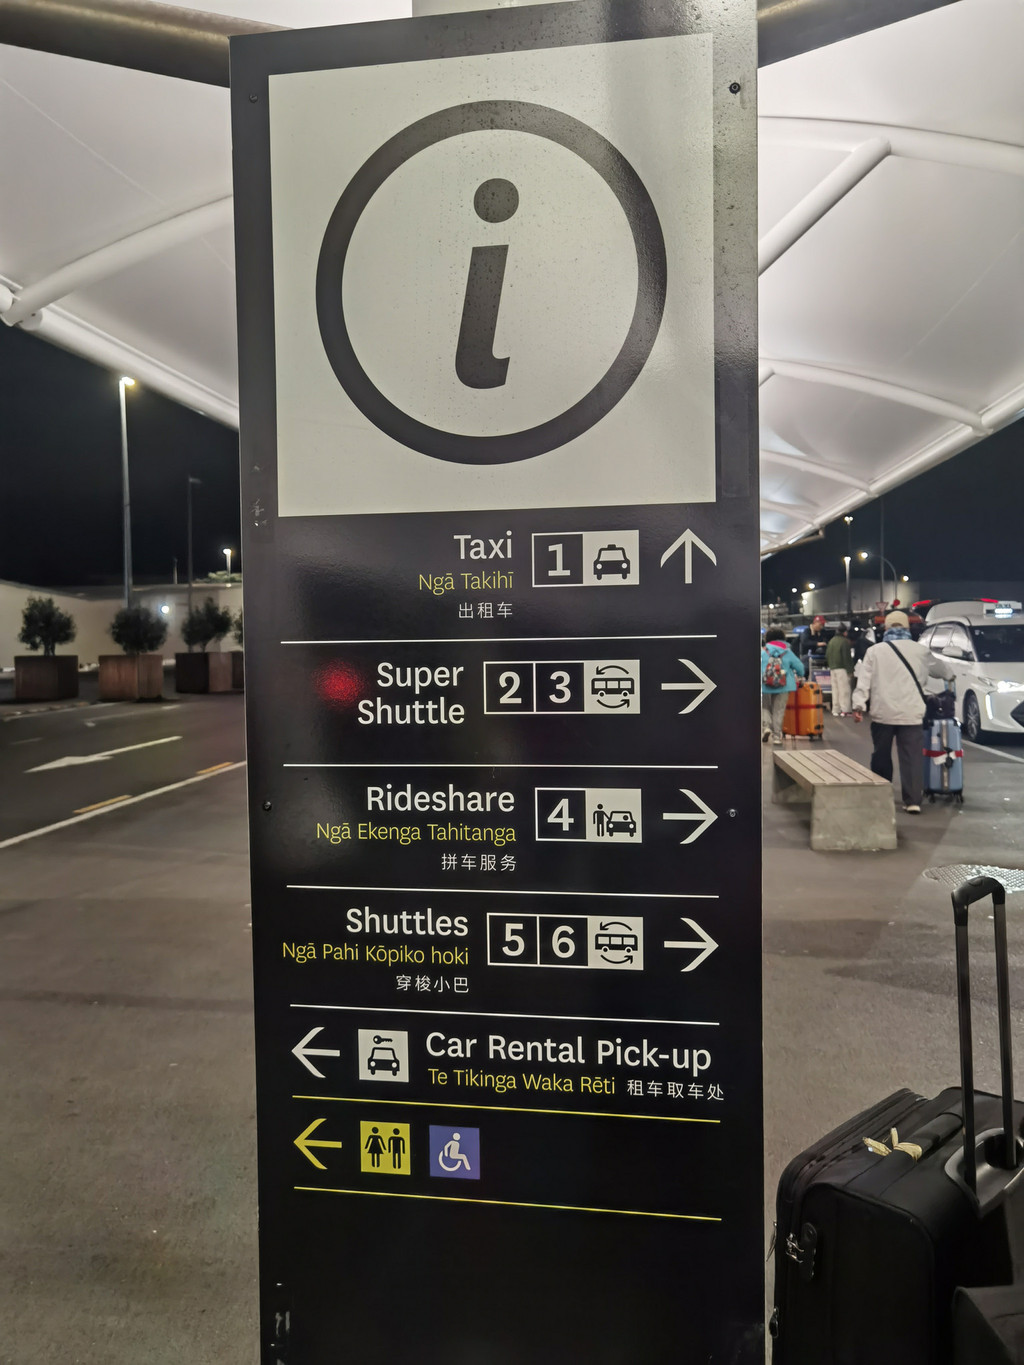 i
Taxi 1
Ngā Takihī
出租车
Super
Shuttle
2 3
Rideshare 4
Ngā Ekenga Tahitanga
拼车服务
Shuttles 5 6
Ngā Pahi Kōpiko hoki
穿梭小巴
Car Rental Pick-up
Te Tikinga Waka Rēti 租车取车处